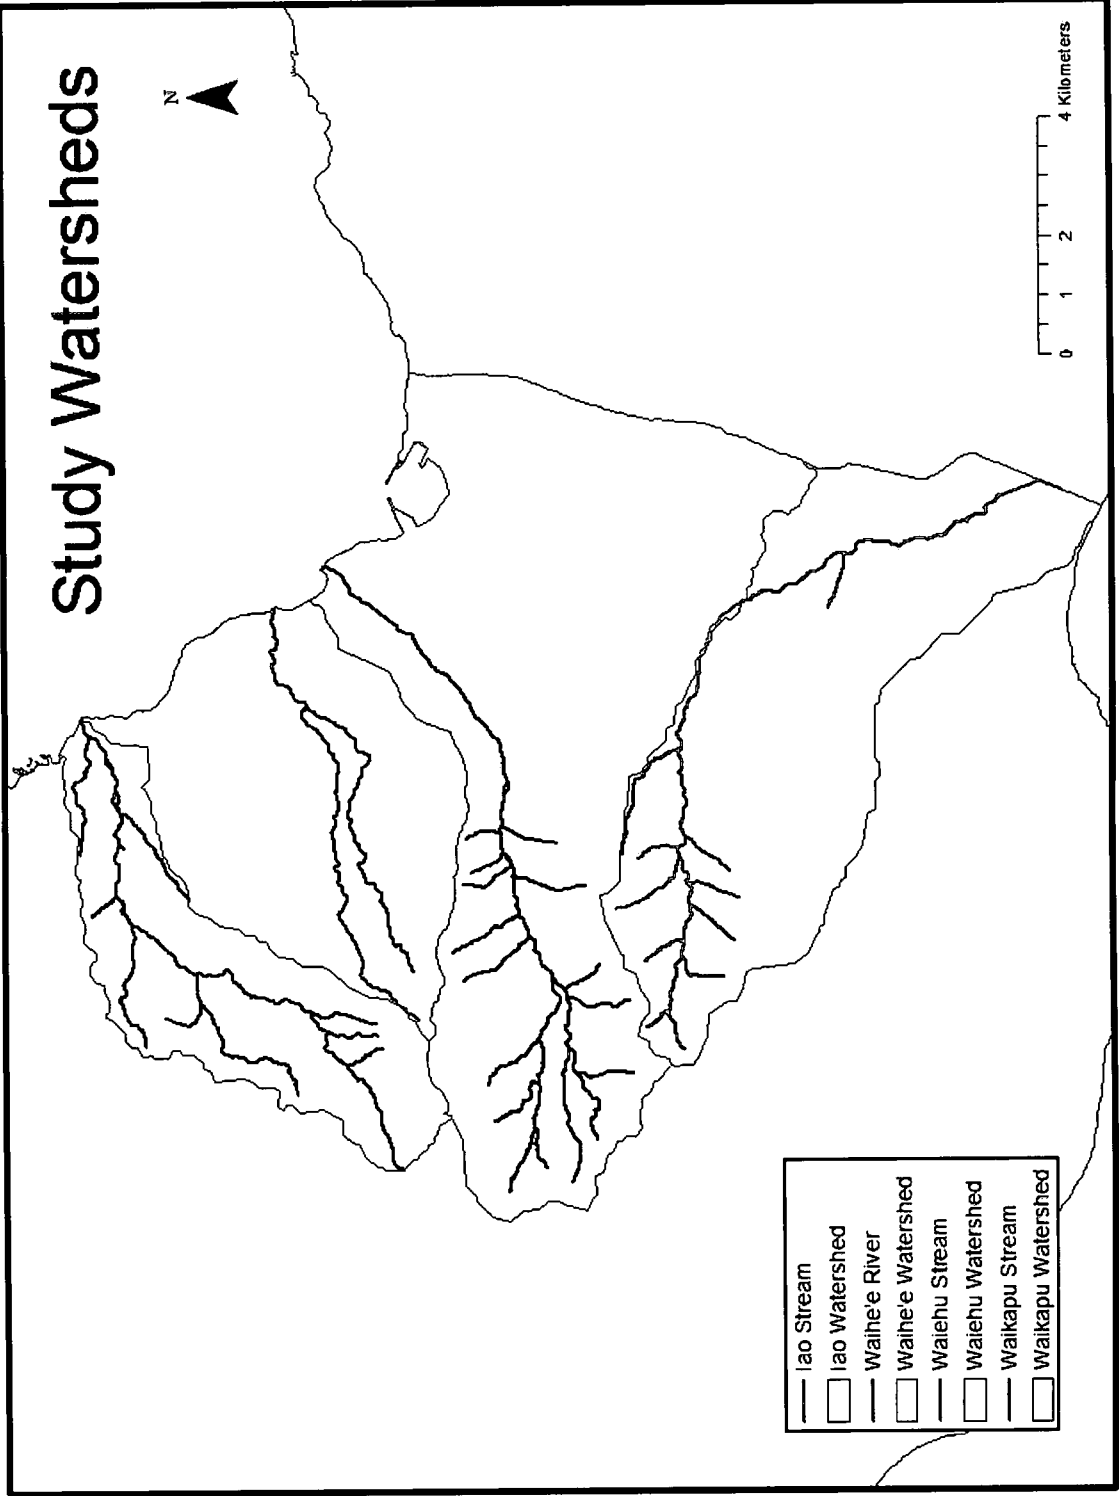 Study Watersheds
N
0 1 2 4 Kilometers
Iao Stream
Iao Watershed
Waihe'e River
Waihe'e Watershed
Waiehu Stream
Waiehu Watershed
Waikapu Stream
Waikapu Watershed